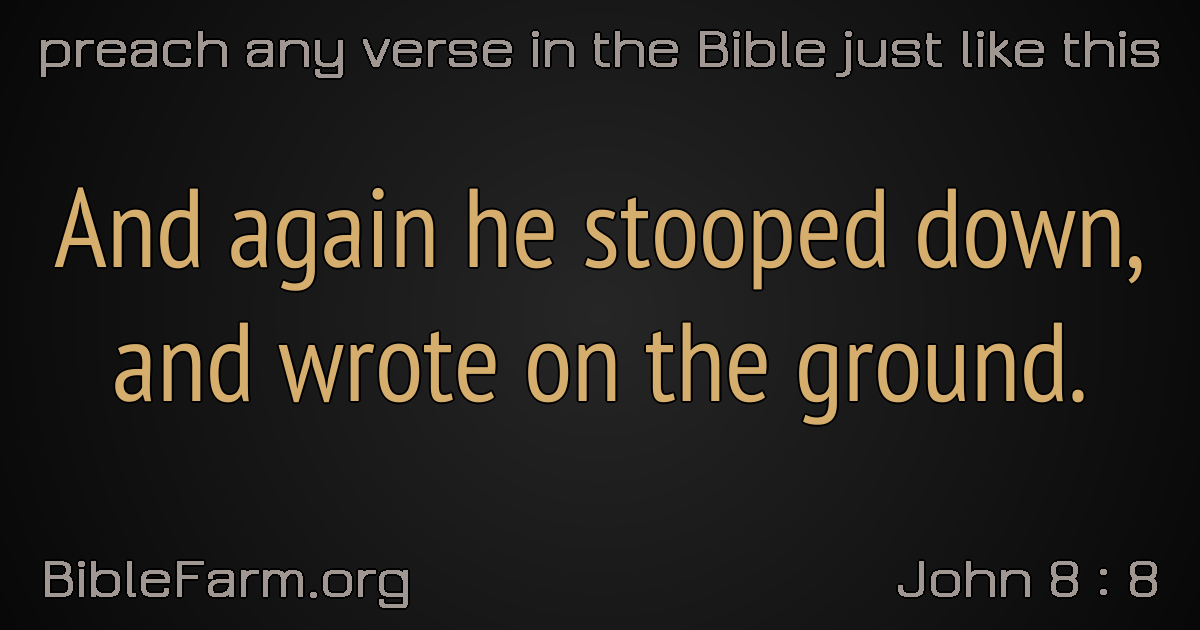 preach any verse in the Bible just like this
And again he stooped down,
and wrote on the ground.
BibleFarm.org
John 8 : 8